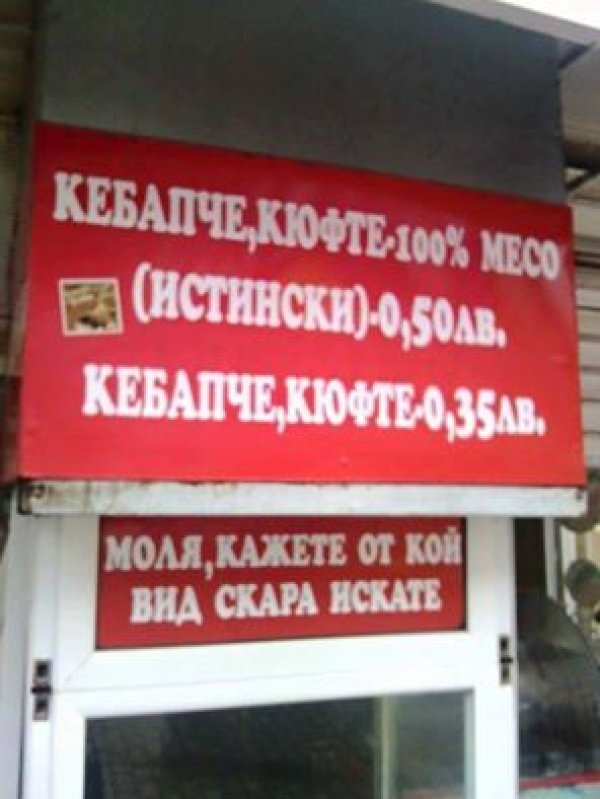 КЕБАПЧЕ,КЮФТЕ-100% МЕСО
(ИСТИНСКИ)-0,50ЛВ.
КЕБАПЧЕ,КЮФТЕ-0,35ЛВ.
МОЛЯ,КАЖЕТЕ ОТ КОЙ
ВИД СКАРА ИСКАТЕ